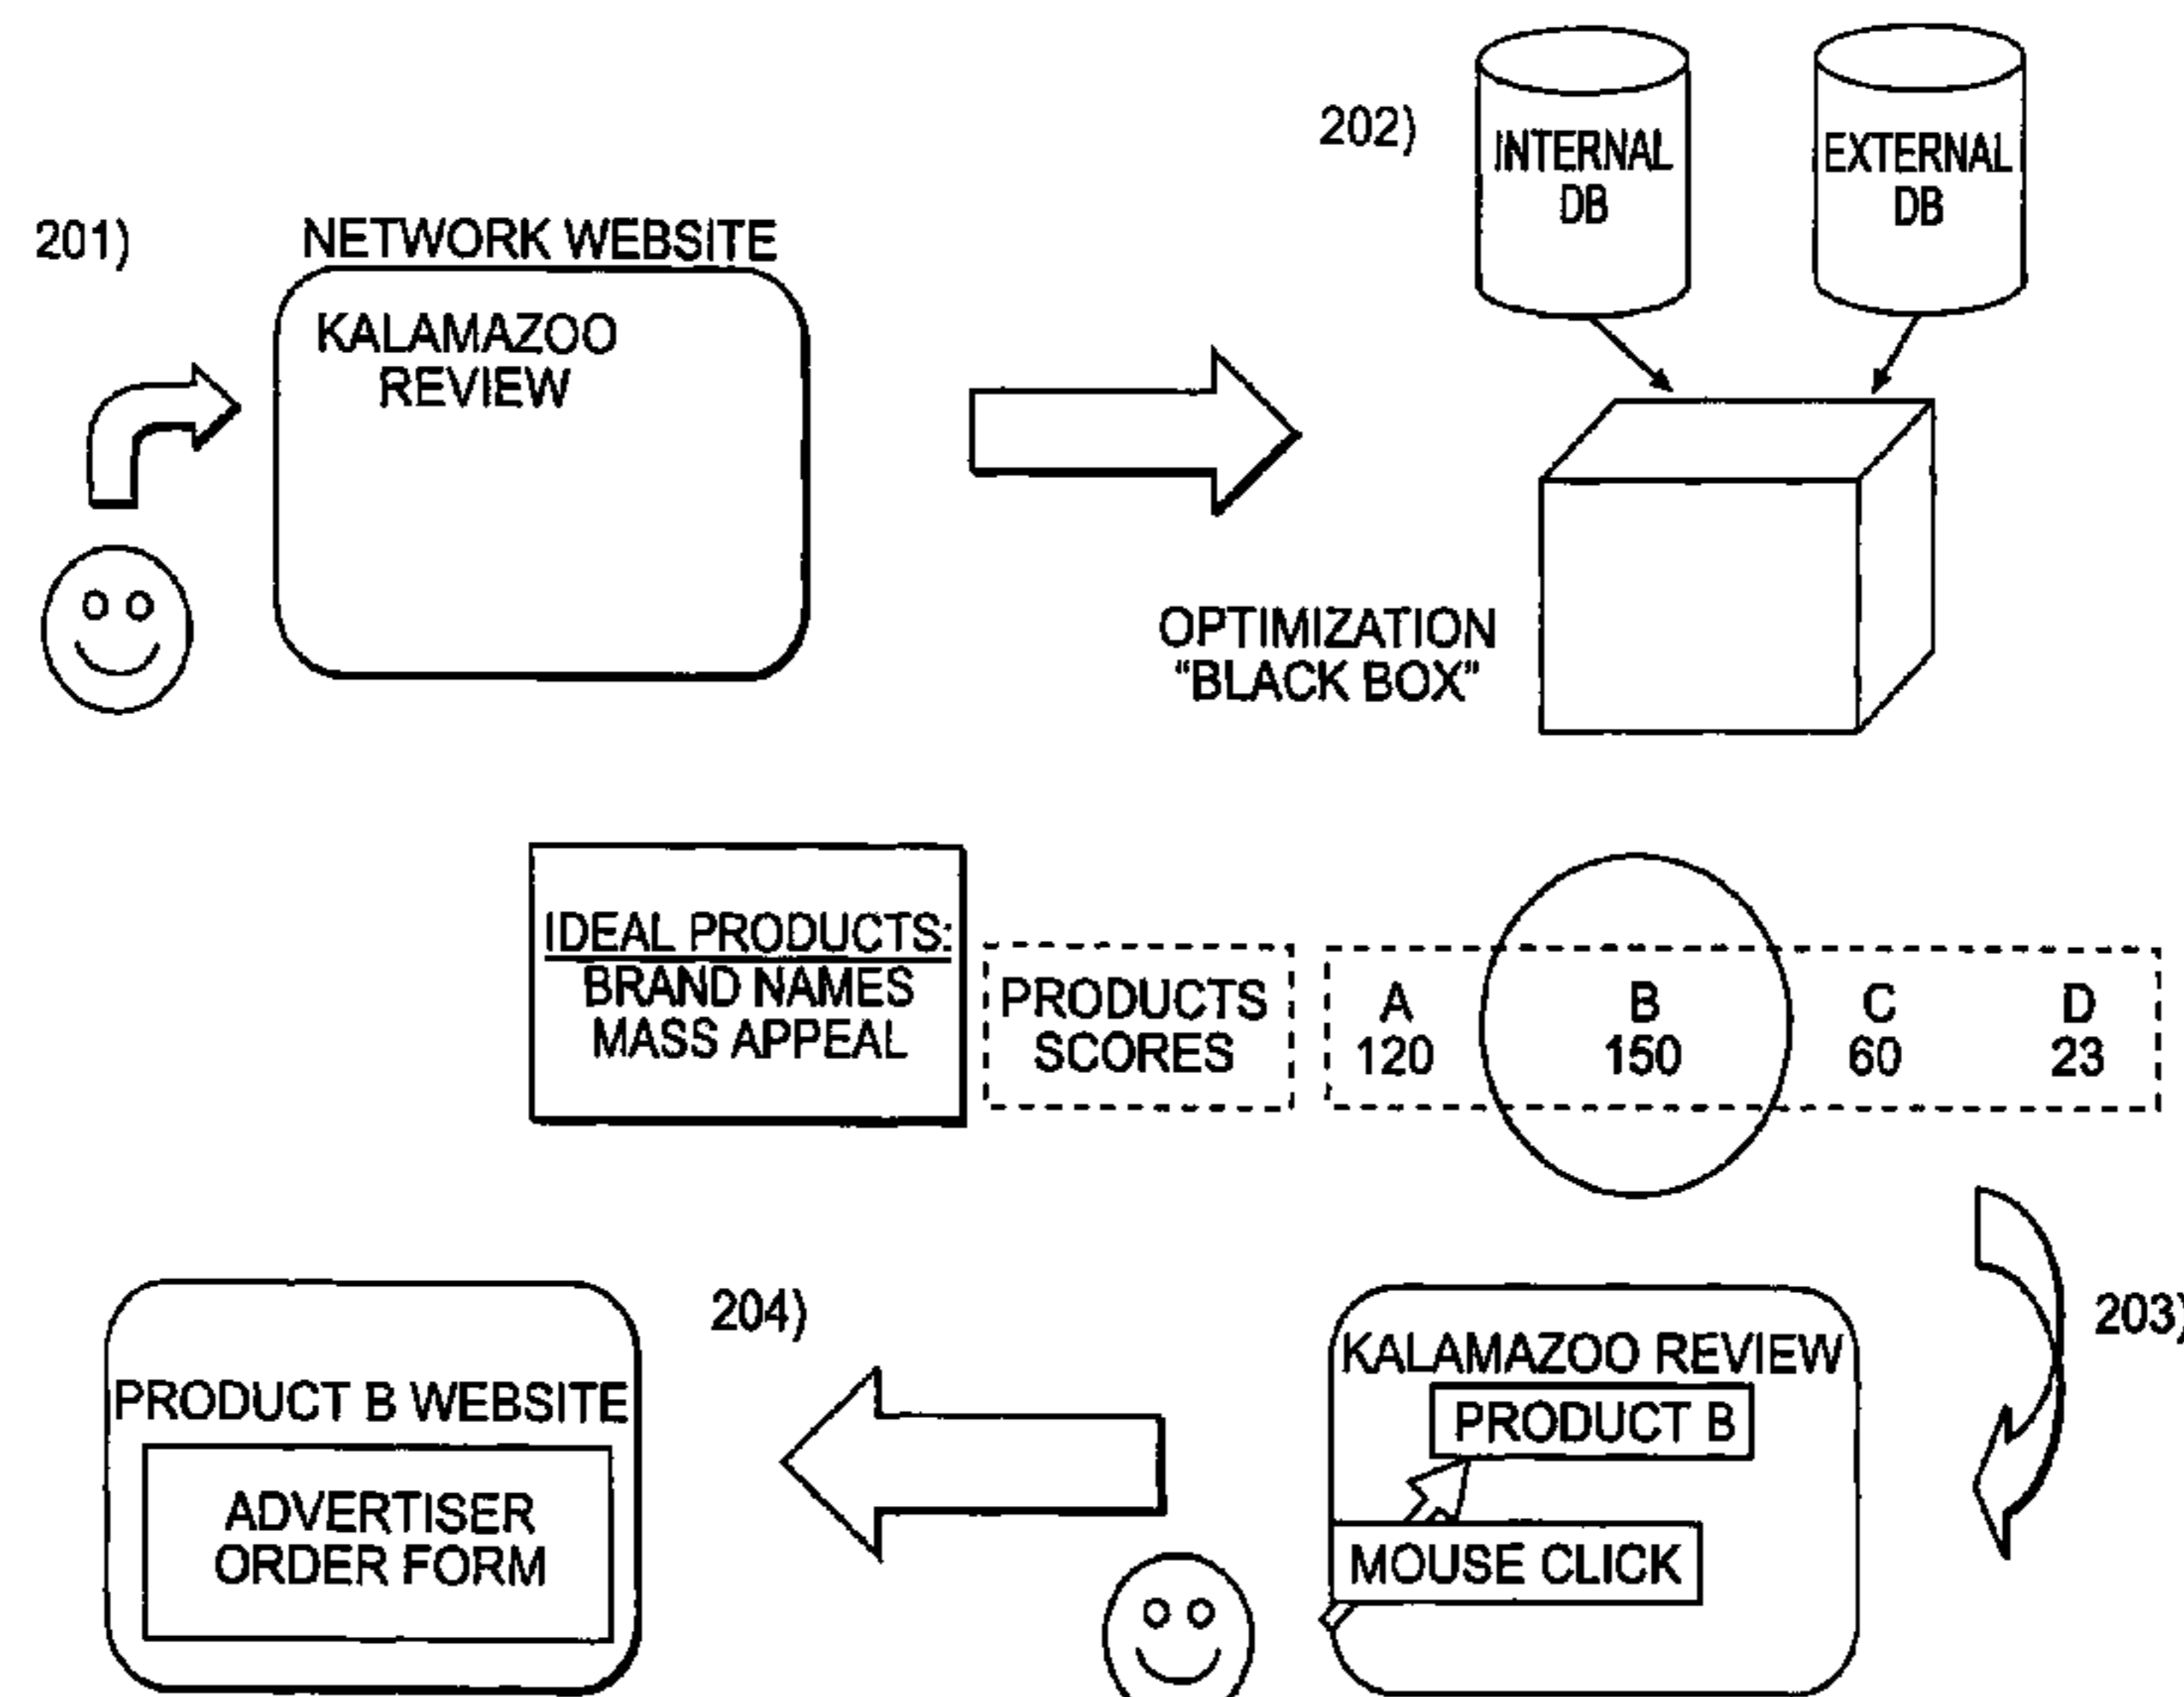 201)
NETWORK WEBSITE
KALAMAZOO
REVIEW
202)
INTERNAL
DB
EXTERNAL
DB
OPTIMIZATION
“BLACK BOX”
IDEAL PRODUCTS:
BRAND NAMES
MASS APPEAL
PRODUCTS
SCORES
A B C D
120 150 60 23
203)
KALAMAZOO REVIEW
PRODUCT B
MOUSE CLICK
204)
PRODUCT B WEBSITE
ADVERTISER
ORDER FORM